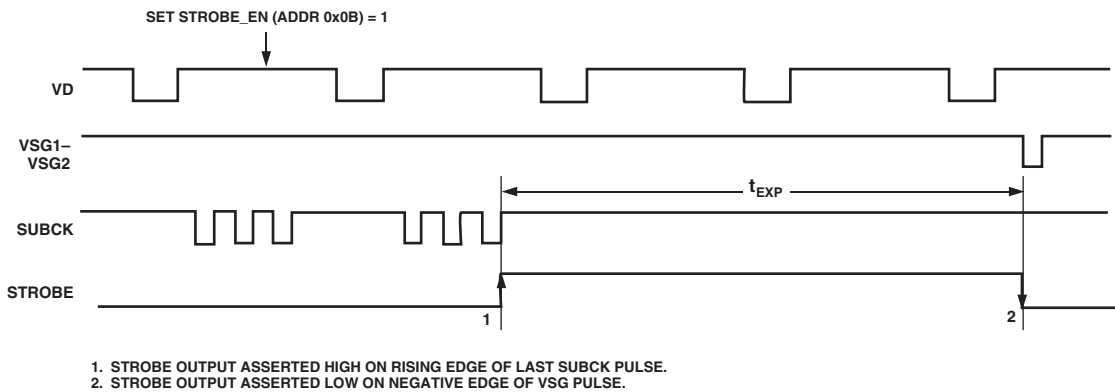 SET STROBE_EN (ADDR 0x0B) = 1
VD
VSG1–
VSG2
tEXP
SUBCK
STROBE
1
2
1. STROBE OUTPUT ASSERTED HIGH ON RISING EDGE OF LAST SUBCK PULSE.
2. STROBE OUTPUT ASSERTED LOW ON NEGATIVE EDGE OF VSG PULSE.